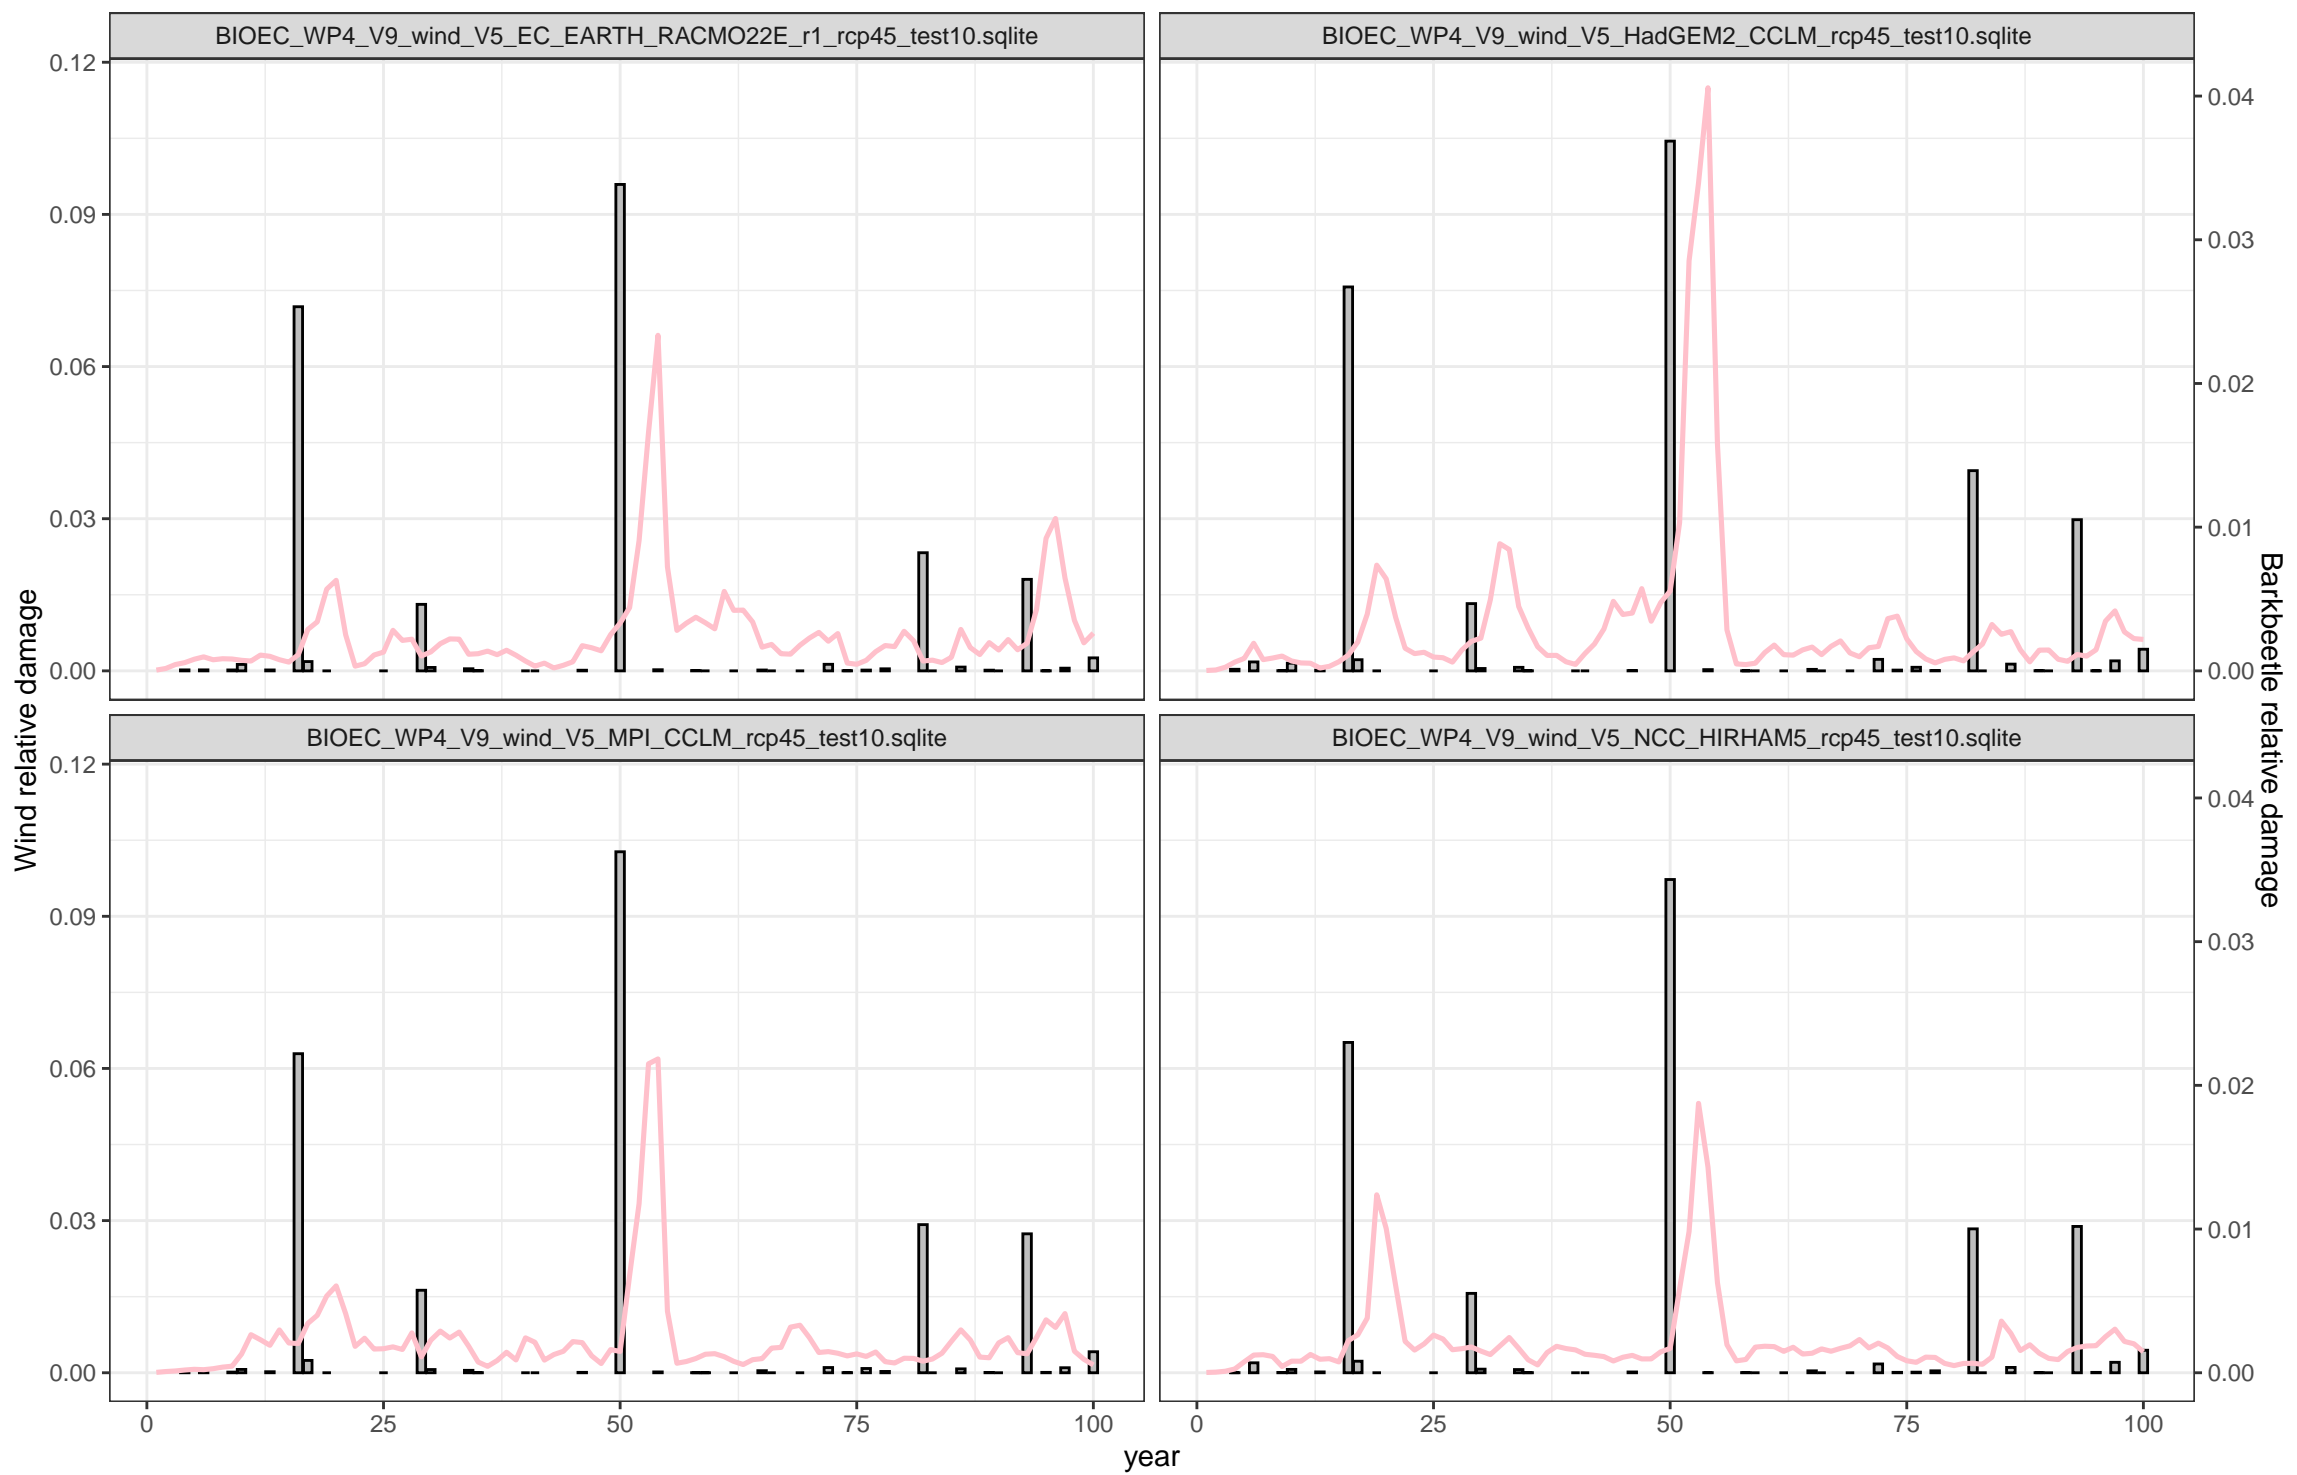 BIOEC_WP4_V9_wind_V5_EC_EARTH_RACMO22E_r1_rcp45_test10.sqlite
BIOEC_WP4_V9_wind_V5_HadGEM2_CCLM_rcp45_test10.sqlite
0.12
0.09
0.06
0.03
0.00
0.04
0.03
0.02
0.01
0.00
Wind relative damage
Barkbeetle relative damage
BIOEC_WP4_V9_wind_V5_MPI_CCLM_rcp45_test10.sqlite
BIOEC_WP4_V9_wind_V5_NCC_HIRHAM5_rcp45_test10.sqlite
0.12
0.09
0.06
0.03
0.00
0.04
0.03
0.02
0.01
0.00
0 25 50 75 100 0 25 50 75 100
year